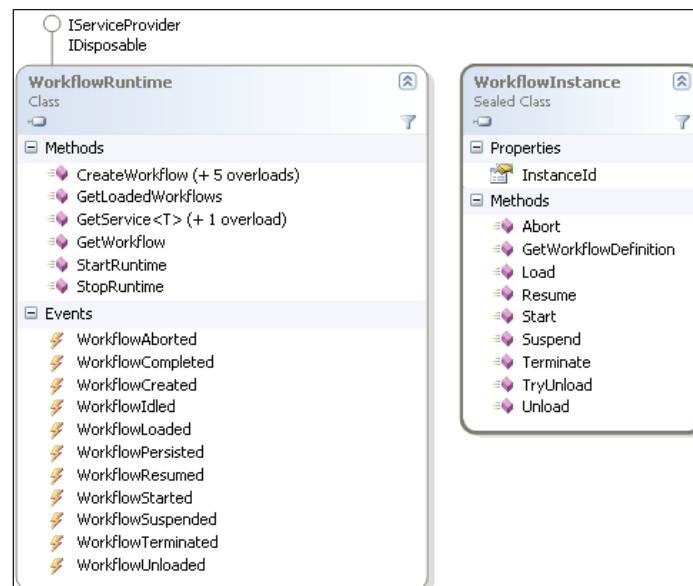 IServiceProvider
IDisposable
WorkflowRuntime
Class
Methods
CreateWorkflow (+ 5 overloads)
GetLoadedWorkflows
GetService<T> (+ 1 overload)
GetWorkflow
StartRuntime
StopRuntime
Events
WorkflowAborted
WorkflowCompleted
WorkflowCreated
WorkflowIdled
WorkflowLoaded
WorkflowPersisted
WorkflowResumed
WorkflowStarted
WorkflowSuspended
WorkflowTerminated
WorkflowUnloaded
WorkflowInstance
Sealed Class
Properties
InstanceId
Methods
Abort
GetWorkflowDefinition
Load
Resume
Start
Suspend
Terminate
TryUnload
Unload